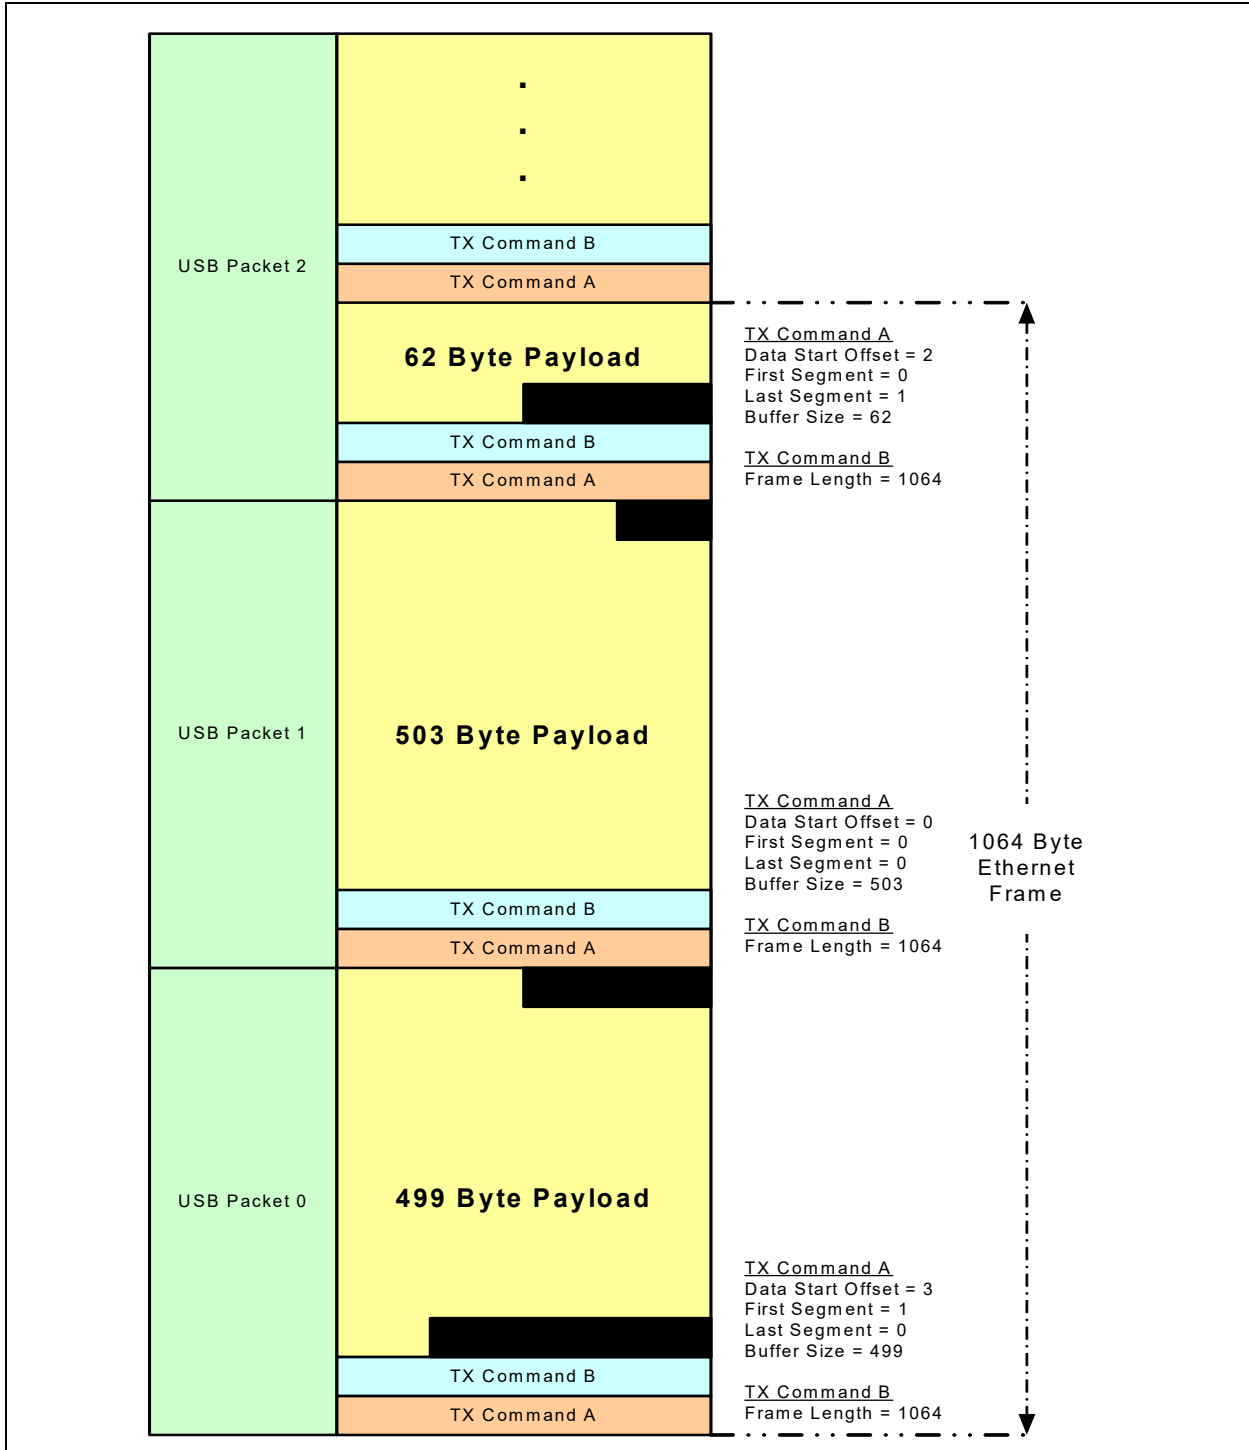 TX Command B
USB Packet 2
TX Command A
62 Byte Payload
TX Command A
Data Start Offset = 2
First Segment = 0
Last Segment = 1
Buffer Size = 62
TX Command B
Frame Length = 1064
TX Command B
TX Command A
USB Packet 1
503 Byte Payload
TX Command A
Data Start Offset = 0
First Segment = 0
Last Segment = 0
Buffer Size = 503
TX Command B
Frame Length = 1064
1064 Byte
Ethernet
Frame
TX Command B
TX Command A
USB Packet 0
499 Byte Payload
TX Command A
Data Start Offset = 3
First Segment = 1
Last Segment = 0
Buffer Size = 499
TX Command B
Frame Length = 1064
TX Command B
TX Command A